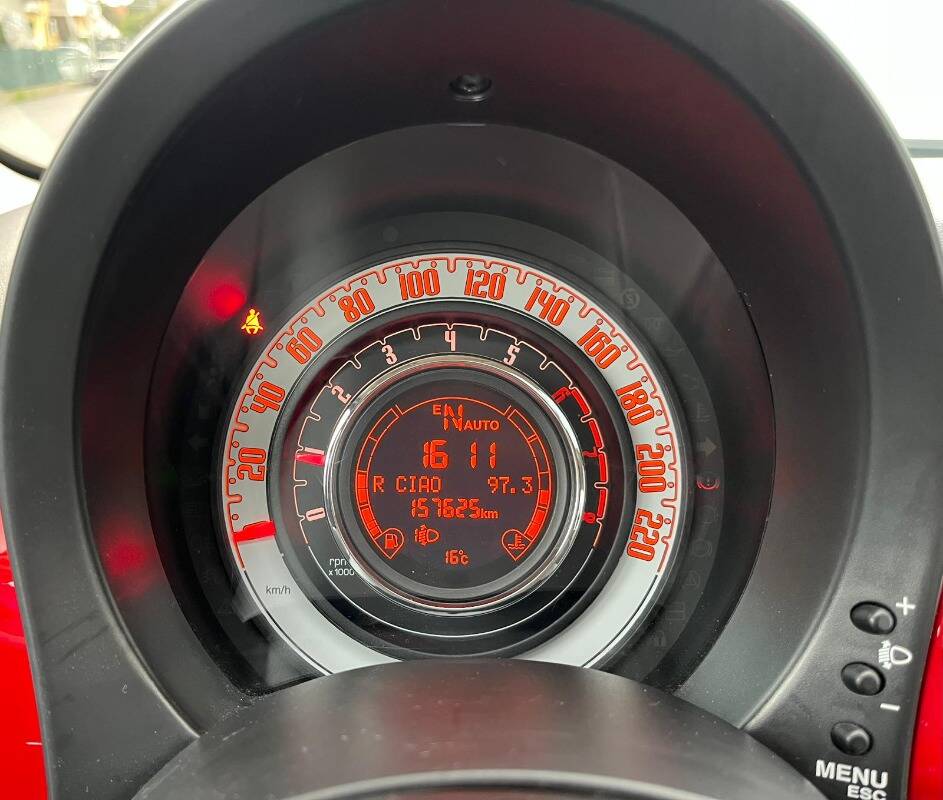 20 40 60 80 100 120 140 160 180 200 220
0 1 2 3 4 5 6 7 8
E N AUTO
16 11
R CIAO 97.3
157625km
16°c
rpm
x 1000
km/h
+
–
MENU
ESC